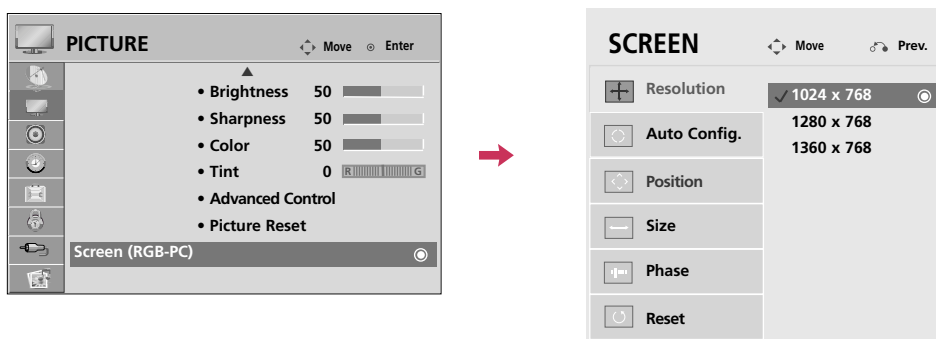 PICTURE Move Enter
• Brightness 50
• Sharpness 50
• Color 50
• Tint 0 R G
• Advanced Control
• Picture Reset
Screen (RGB-PC)
SCREEN Move Prev.
Resolution
Auto Config.
Position
Size
Phase
Reset
1024 x 768
1280 x 768
1360 x 768